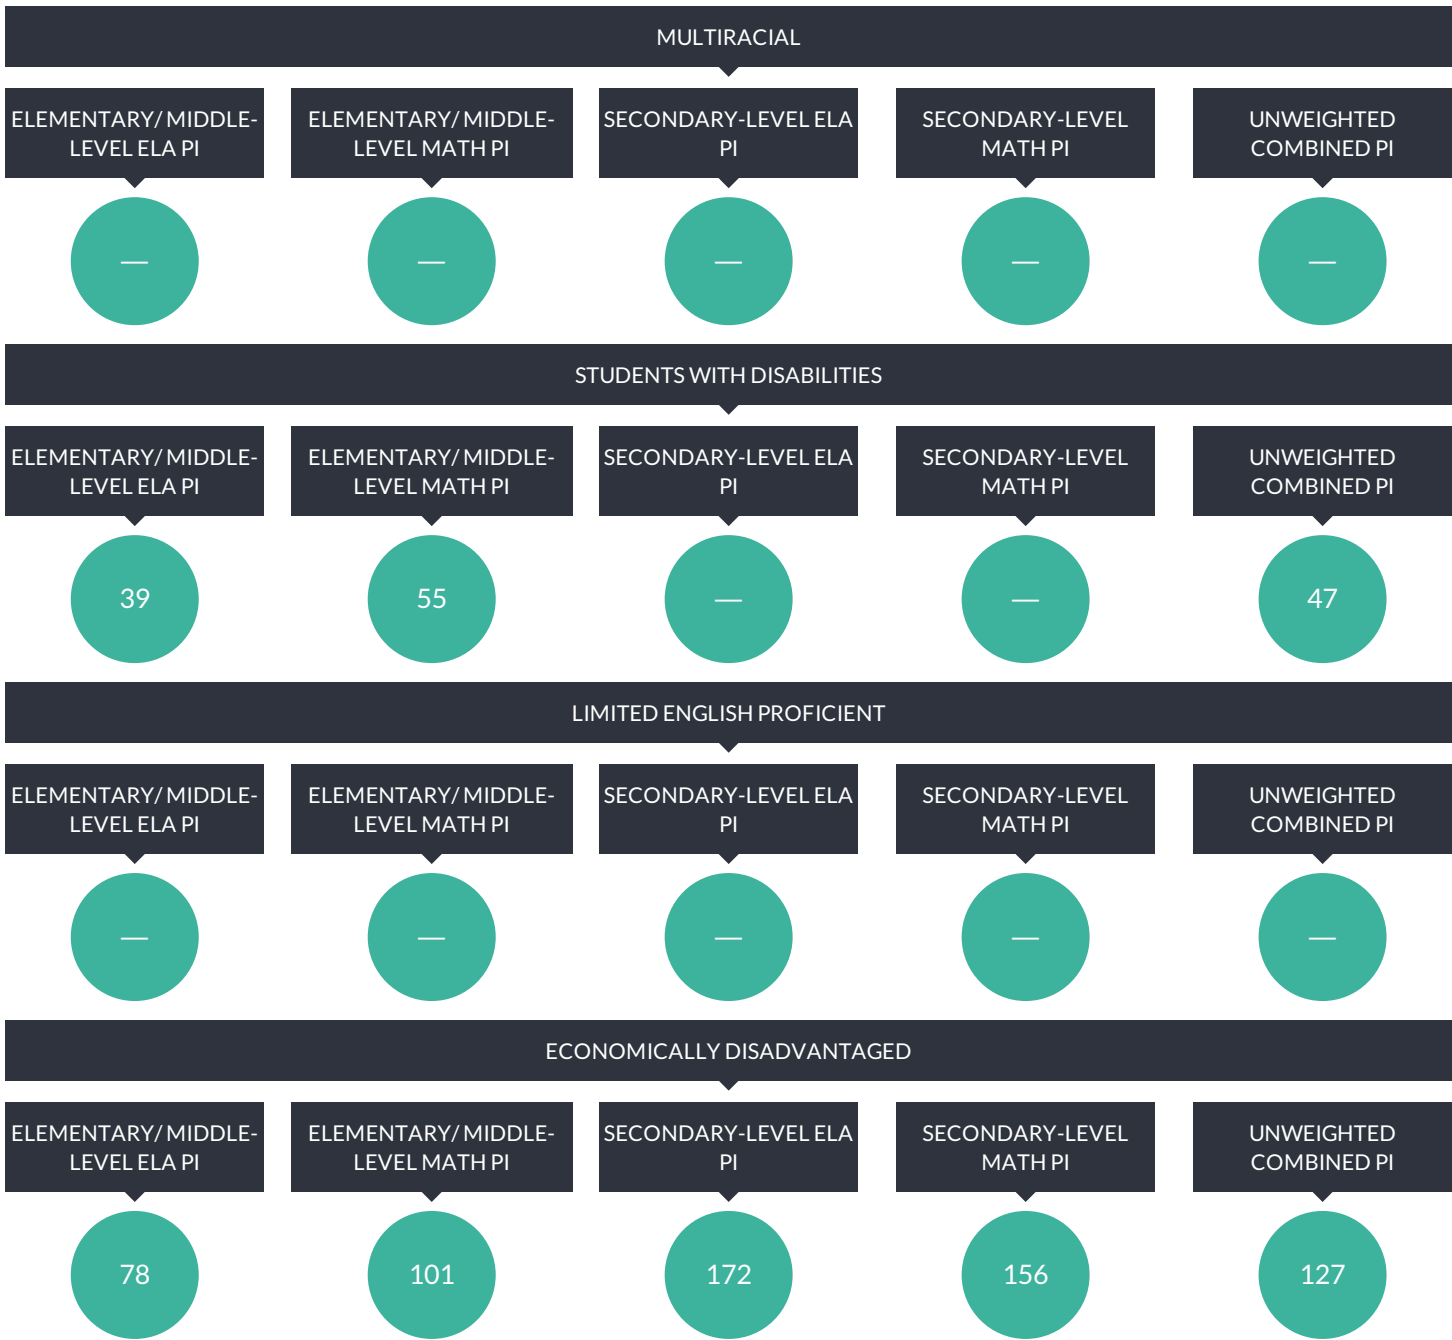 MULTIRACIAL
ELEMENTARY/ MIDDLE-
LEVEL ELA PI
ELEMENTARY/ MIDDLE-
LEVEL MATH PI
SECONDARY-LEVEL ELA
PI
SECONDARY-LEVEL
MATH PI
UNWEIGHTED
COMBINED PI
— — — — —
STUDENTS WITH DISABILITIES
ELEMENTARY/ MIDDLE-
LEVEL ELA PI
ELEMENTARY/ MIDDLE-
LEVEL MATH PI
SECONDARY-LEVEL ELA
PI
SECONDARY-LEVEL
MATH PI
UNWEIGHTED
COMBINED PI
39 55 — — 47
LIMITED ENGLISH PROFICIENT
ELEMENTARY/ MIDDLE-
LEVEL ELA PI
ELEMENTARY/ MIDDLE-
LEVEL MATH PI
SECONDARY-LEVEL ELA
PI
SECONDARY-LEVEL
MATH PI
UNWEIGHTED
COMBINED PI
— — — — —
ECONOMICALLY DISADVANTAGED
ELEMENTARY/ MIDDLE-
LEVEL ELA PI
ELEMENTARY/ MIDDLE-
LEVEL MATH PI
SECONDARY-LEVEL ELA
PI
SECONDARY-LEVEL
MATH PI
UNWEIGHTED
COMBINED PI
78 101 172 156 127